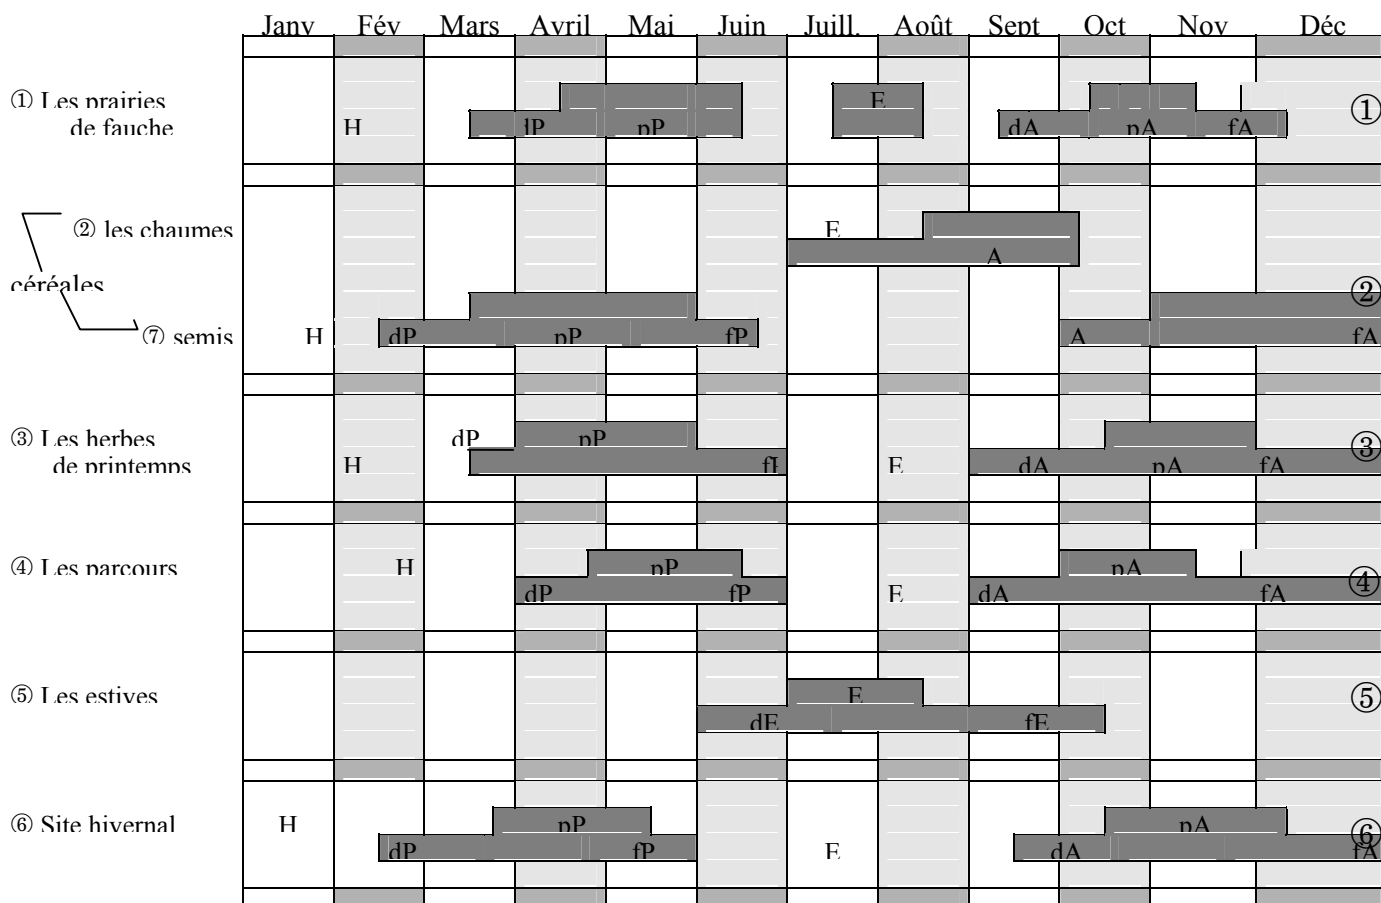 Janv Fév Mars Avril Mai Juin Juill. Août Sept Oct Nov Déc
① Les prairies
de fauche
H dP pP E dA pA fA ①
② les chaumes
E
A
céréales
②
⑦ semis
H dP pP fP A fA
③ Les herbes
de printemps
dP pP
H E dA pA fA ③
④ Les parcours
H pP pA
dP fP E dA fA ④
⑤ Les estives
E ⑤
dE fE
⑥ Site hivernal
H pP pA
dP fP E dA fA ⑥